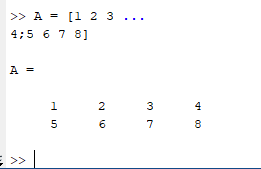 >> A = [1 2 3 ...
4;5 6 7 8]
A =
1 2 3 4
5 6 7 8
>>